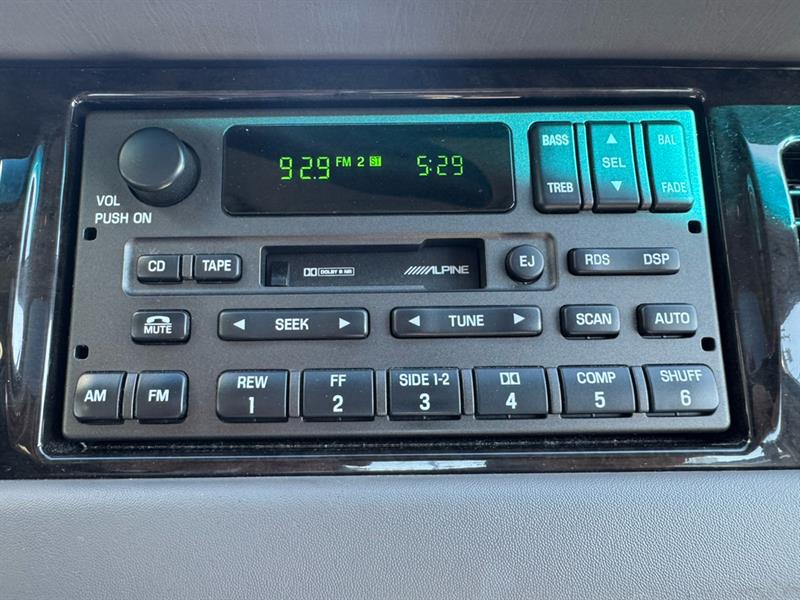 92.9 FM 2 ST 5:29
BASS
TREB
SEL
BAL
FADE
VOL
PUSH ON
CD
TAPE
DOLBY B NR
ALPINE
EJ
RDS DSP
MUTE
SEEK
TUNE
SCAN
AUTO
AM
FM
REW
1
FF
2
SIDE 1-2
3
4
COMP
5
SHUFF
6